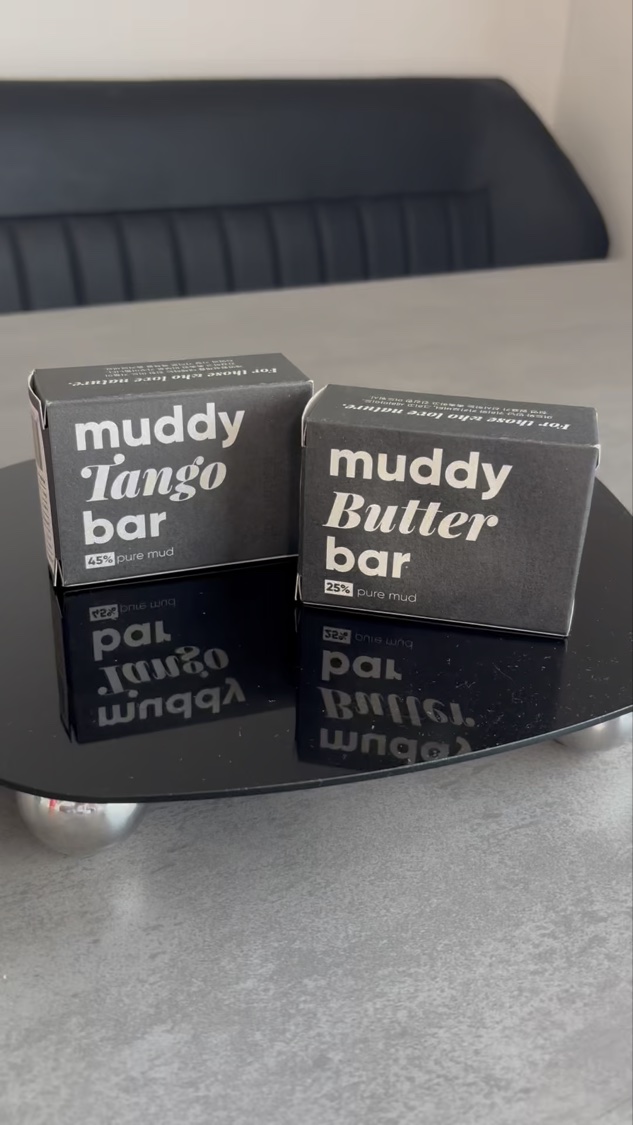 For those who love nature.
muddy
Tango
bar
45% pure mud
For those who love nature.
muddy
Butter
bar
25% pure mud